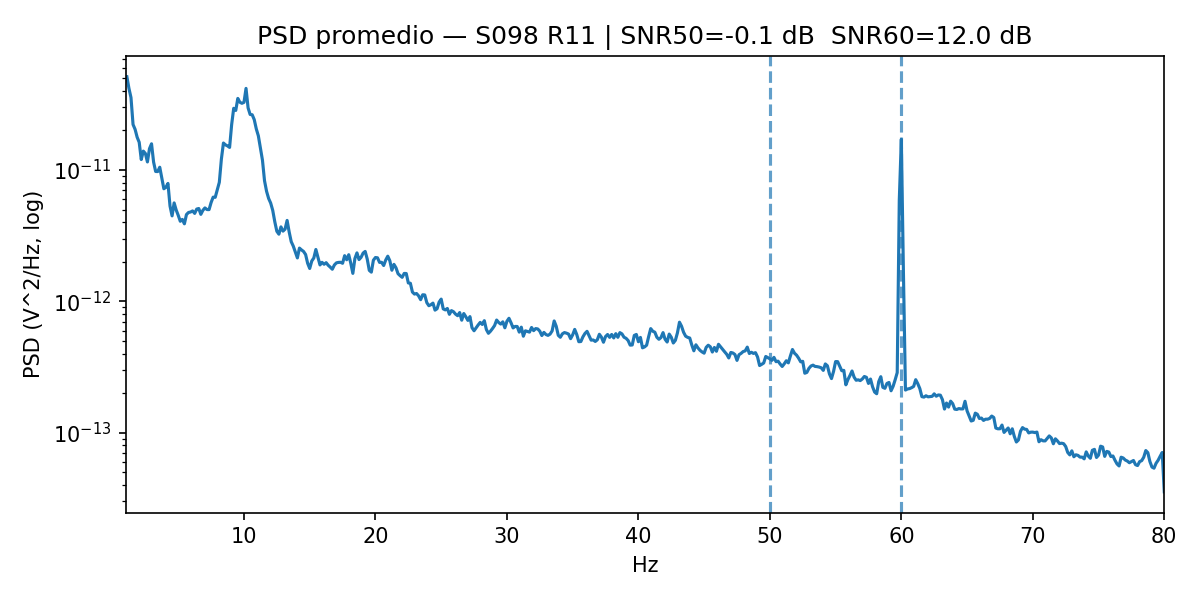 PSD promedio — S098 R11 | SNR50=-0.1 dB  SNR60=12.0 dB
PSD (V^2/Hz, log)
10⁻¹¹
10⁻¹²
10⁻¹³
10 20 30 40 50 60 70 80
Hz